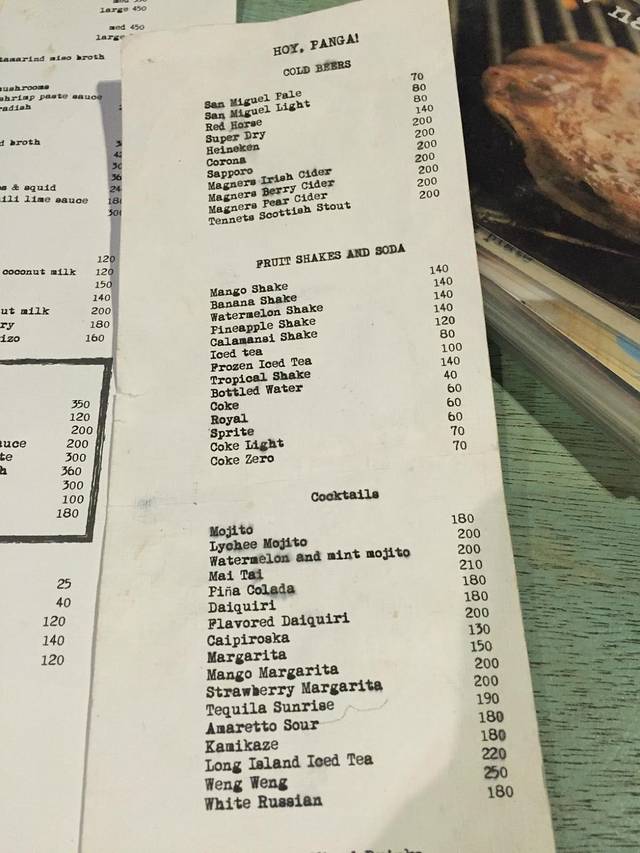 large 450
med 450
large
tamarind miso broth
shrimp paste sauce
broth
& squid
lime sauce
120
coconut milk 120
150
140
milk 200
180
160
350
120
200
200
300
360
300
100
180
25
40
120
140
120
HOY, PANGA!
COLD BEERS
San Miguel Pale 70
San Miguel Light 80
Red Horse 80
Super Dry 140
Heineken 200
Corona 200
Sapporo 200
Magners Irish Cider 200
Magners Berry Cider 200
Magners Pear Cider 200
Tennets Scottish Stout 200
FRUIT SHAKES AND SODA
Mango Shake 140
Banana Shake 140
Watermelon Shake 140
Pineapple Shake 140
Calamansi Shake 120
Iced tea 80
Frozen Iced Tea 100
Tropical Shake 140
Bottled Water 40
Coke 60
Royal 60
Sprite 60
Coke Light 70
Coke Zero 70
Cocktails
Mojito 180
Lychee Mojito 200
Watermelon and mint mojito 200
Mai Tai 210
Piña Colada 180
Daiquiri 180
Flavored Daiquiri 200
Caipiroska 130
Margarita 150
Mango Margarita 200
Strawberry Margarita 200
Tequila Sunrise 190
Amaretto Sour 180
Kamikaze 180
Long Island Iced Tea 220
Weng Weng 250
White Russian 180